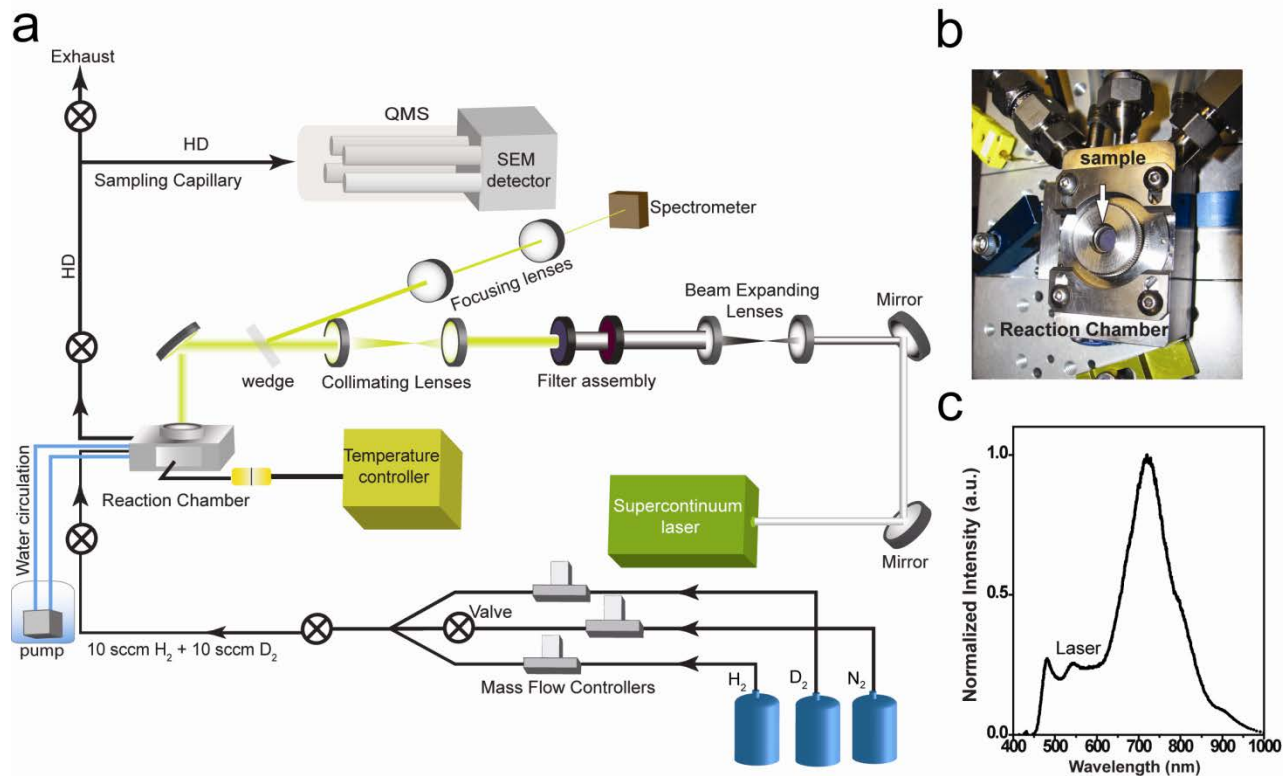 a
Exhaust
QMS
HD
Sampling Capillary
SEM
detector
Spectrometer
HD
Focusing lenses
Beam Expanding
Lenses
Mirror
wedge
Collimating Lenses
Filter assembly
Water circulation
Reaction Chamber
Temperature
controller
Supercontinuum
laser
Mirror
Valve
pump
10 sccm H₂ + 10 sccm D₂
Mass Flow Controllers
H₂
D₂
N₂
b
sample
Reaction Chamber
c
Normalized Intensity (a.u.)
1.0
0.5
0.0
Laser
400 500 600 700 800 900 1000
Wavelength (nm)